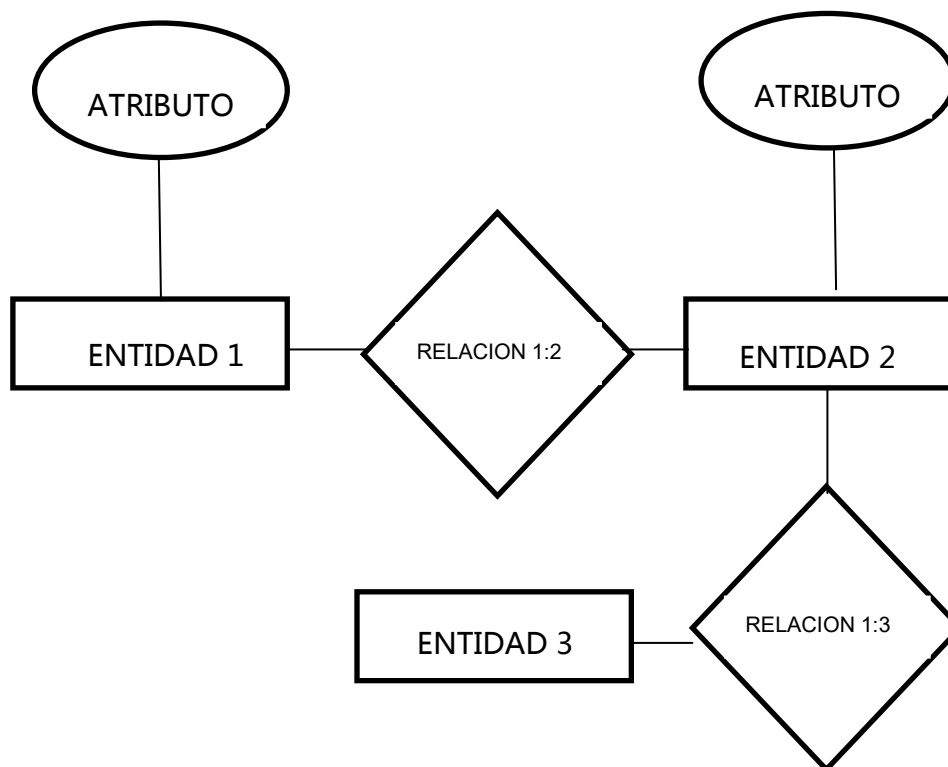 ATRIBUTO
ATRIBUTO
ENTIDAD 1
RELACION 1:2
ENTIDAD 2
ENTIDAD 3
RELACION 1:3